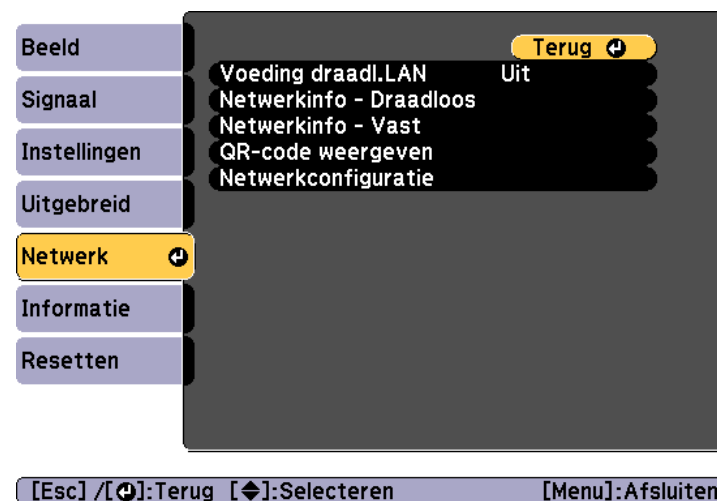 Beeld
Signaal
Instellingen
Uitgebreid
Netwerk
Informatie
Resetten
Terug
Voeding draadl.LAN Uit
Netwerkinfo - Draadloos
Netwerkinfo - Vast
QR-code weergeven
Netwerkconfiguratie
[Esc] /[⏎]:Terug [◆]:Selecteren [Menu]:Afsluiten